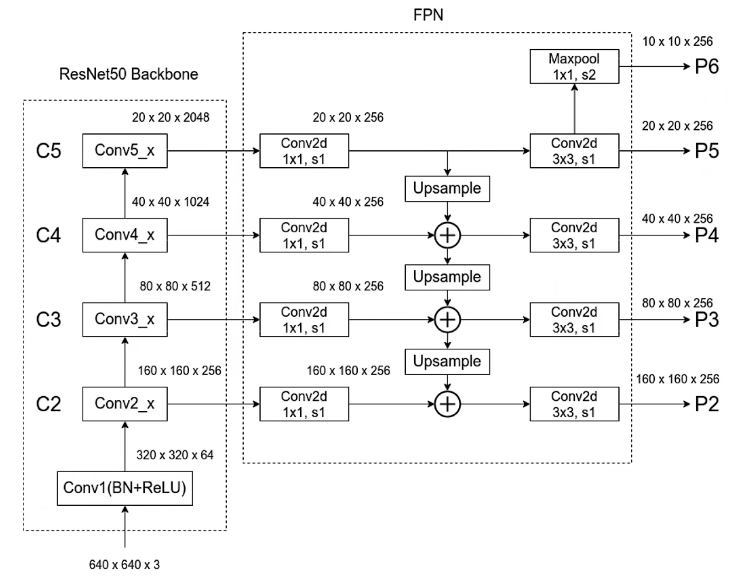 FPN
10 x 10 x 256
Maxpool
1x1, s2
P6
ResNet50 Backbone
20 x 20 x 2048
20 x 20 x 256
20 x 20 x 256
C5
Conv5_x
Conv2d
1x1, s1
Conv2d
3x3, s1
P5
Upsample
40 x 40 x 1024
40 x 40 x 256
40 x 40 x 256
C4
Conv4_x
Conv2d
1x1, s1
Conv2d
3x3, s1
P4
Upsample
80 x 80 x 512
80 x 80 x 256
80 x 80 x 256
C3
Conv3_x
Conv2d
1x1, s1
Conv2d
3x3, s1
P3
Upsample
160 x 160 x 256
160 x 160 x 256
160 x 160 x 256
C2
Conv2_x
Conv2d
1x1, s1
Conv2d
3x3, s1
P2
320 x 320 x 64
Conv1(BN+ReLU)
640 x 640 x 3